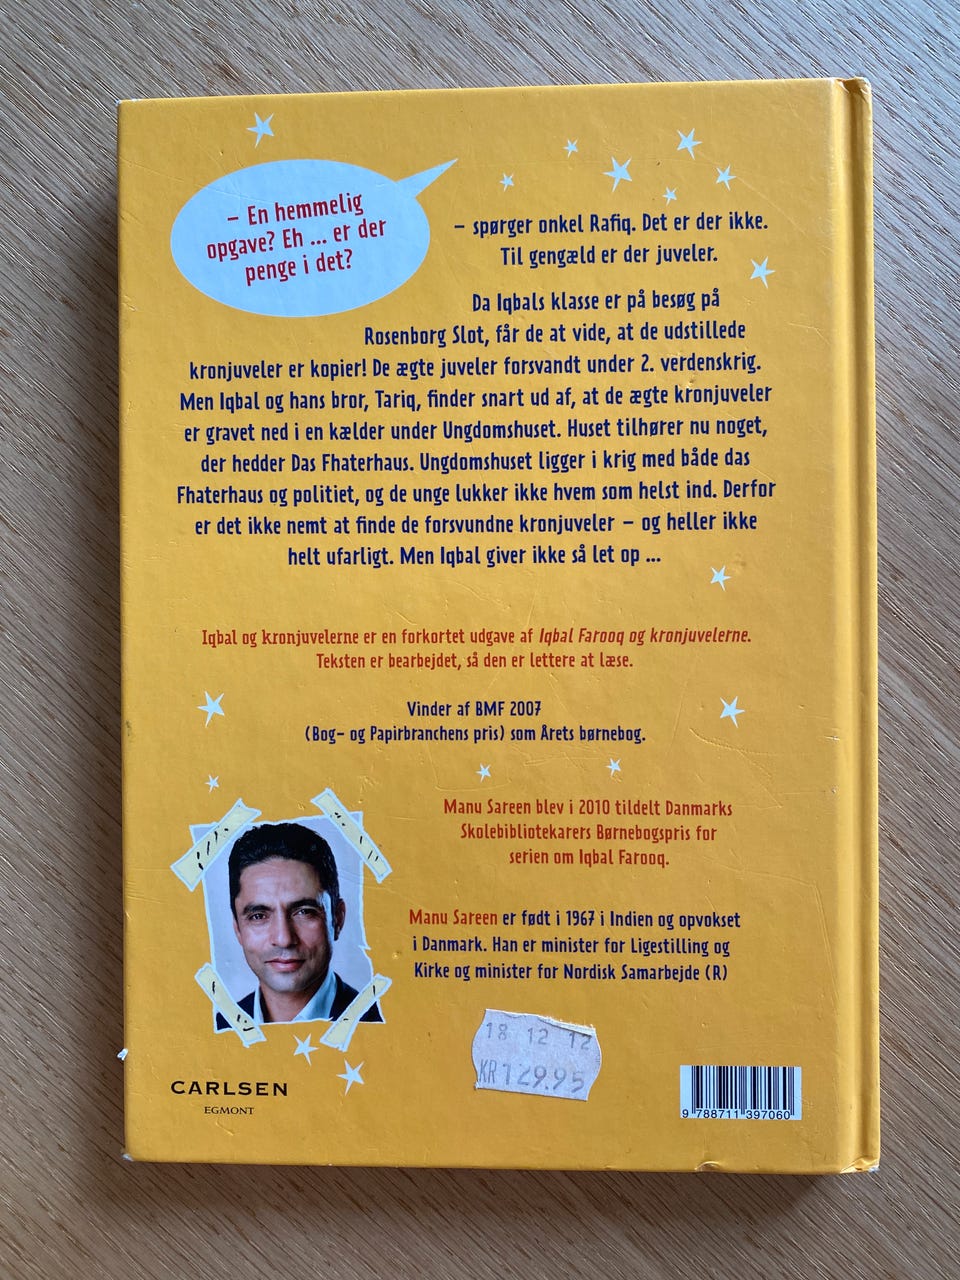 – En hemmelig
opgave? Eh ... er der
penge i det?
– spørger onkel Rafiq. Det er der ikke.
Til gengæld er der juveler.
Da Iqbals klasse er på besøg på
Rosenborg Slot, får de at vide, at de udstillede
kronjuveler er kopier! De ægte juveler forsvandt under 2. verdenskrig.
Men Iqbal og hans bror, Tariq, finder snart ud af, at de ægte kronjuveler
er gravet ned i en kælder under Ungdomshuset. Huset tilhører nu noget,
der hedder Das Fhaterhaus. Ungdomshuset ligger i krig med både das
Fhaterhaus og politiet, og de unge lukker ikke hvem som helst ind. Derfor
er det ikke nemt at finde de forsvundne kronjuveler – og heller ikke
helt ufarligt. Men Iqbal giver ikke så let op ...
Iqbal og kronjuvelerne er en forkortet udgave af Iqbal Farooq og kronjuvelerne.
Teksten er bearbejdet, så den er lettere at læse.
Vinder af BMF 2007
(Bog- og Papirbranchens pris) som Årets børnebog.
Manu Sareen blev i 2010 tildelt Danmarks
Skolebibliotekarers Børnebogspris for
serien om Iqbal Farooq.
Manu Sareen er født i 1967 i Indien og opvokset
i Danmark. Han er minister for Ligestilling og
Kirke og minister for Nordisk Samarbejde (R)
18 12 12
KR 129.95
CARLSEN
EGMONT
9 788711 397060